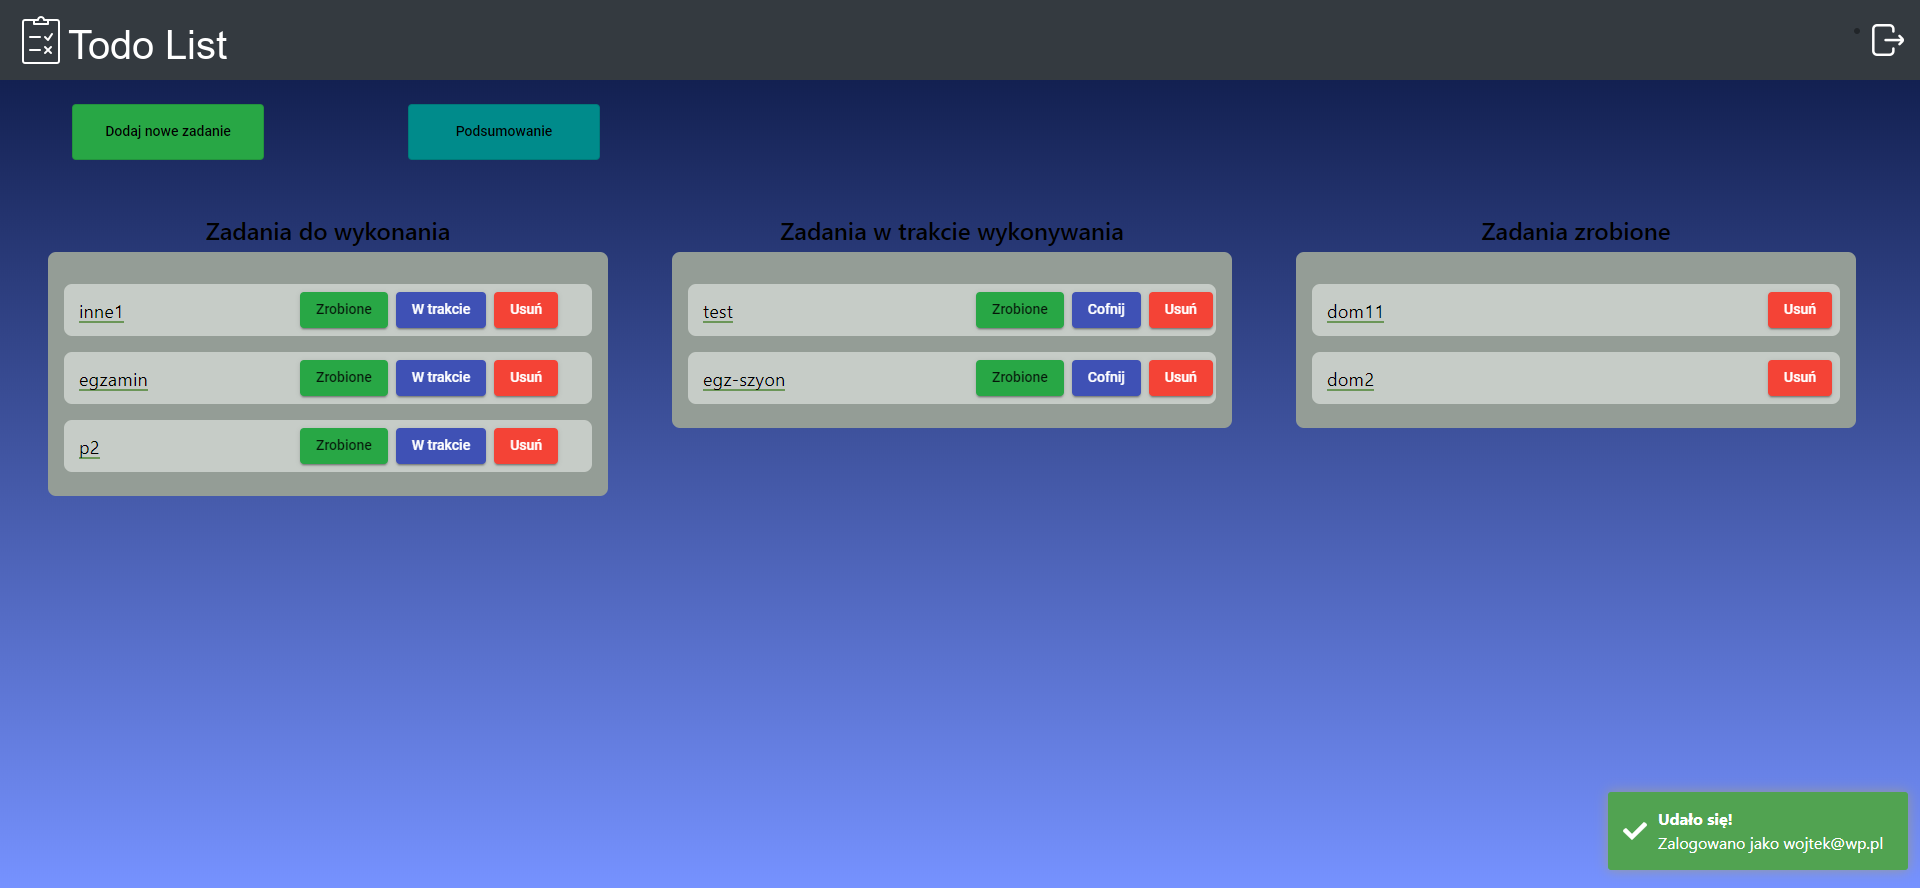 Todo List
Dodaj nowe zadanie
Podsumowanie
Zadania do wykonania
inne1 Zrobione W trakcie Usuń
egzamin Zrobione W trakcie Usuń
p2 Zrobione W trakcie Usuń
Zadania w trakcie wykonywania
test Zrobione Cofnij Usuń
egz-szyon Zrobione Cofnij Usuń
Zadania zrobione
dom11 Usuń
dom2 Usuń
Udało się!
Zalogowano jako wojtek@wp.pl